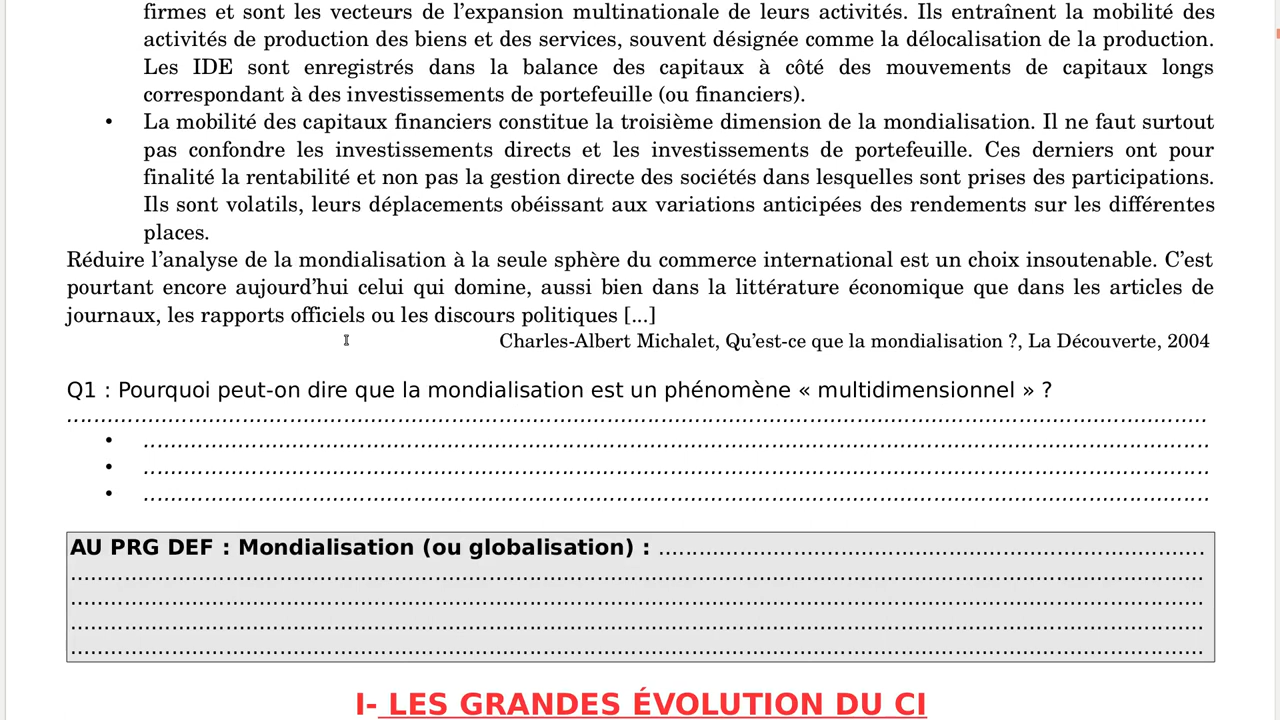 firmes et sont les vecteurs de l’expansion multinationale de leurs activités. Ils entraînent la mobilité des
activités de production des biens et des services, souvent désignée comme la délocalisation de la production.
Les IDE sont enregistrés dans la balance des capitaux à côté des mouvements de capitaux longs
correspondant à des investissements de portefeuille (ou financiers).
• La mobilité des capitaux financiers constitue la troisième dimension de la mondialisation. Il ne faut surtout
pas confondre les investissements directs et les investissements de portefeuille. Ces derniers ont pour
finalité la rentabilité et non pas la gestion directe des sociétés dans lesquelles sont prises des participations.
Ils sont volatils, leurs déplacements obéissant aux variations anticipées des rendements sur les différentes
places.
Réduire l’analyse de la mondialisation à la seule sphère du commerce international est un choix insoutenable. C’est
pourtant encore aujourd’hui celui qui domine, aussi bien dans la littérature économique que dans les articles de
journaux, les rapports officiels ou les discours politiques [...]
Charles-Albert Michalet, Qu’est-ce que la mondialisation ?, La Découverte, 2004
Q1 : Pourquoi peut-on dire que la mondialisation est un phénomène « multidimensionnel » ?
AU PRG DEF : Mondialisation (ou globalisation) :
I- LES GRANDES ÉVOLUTION DU CI